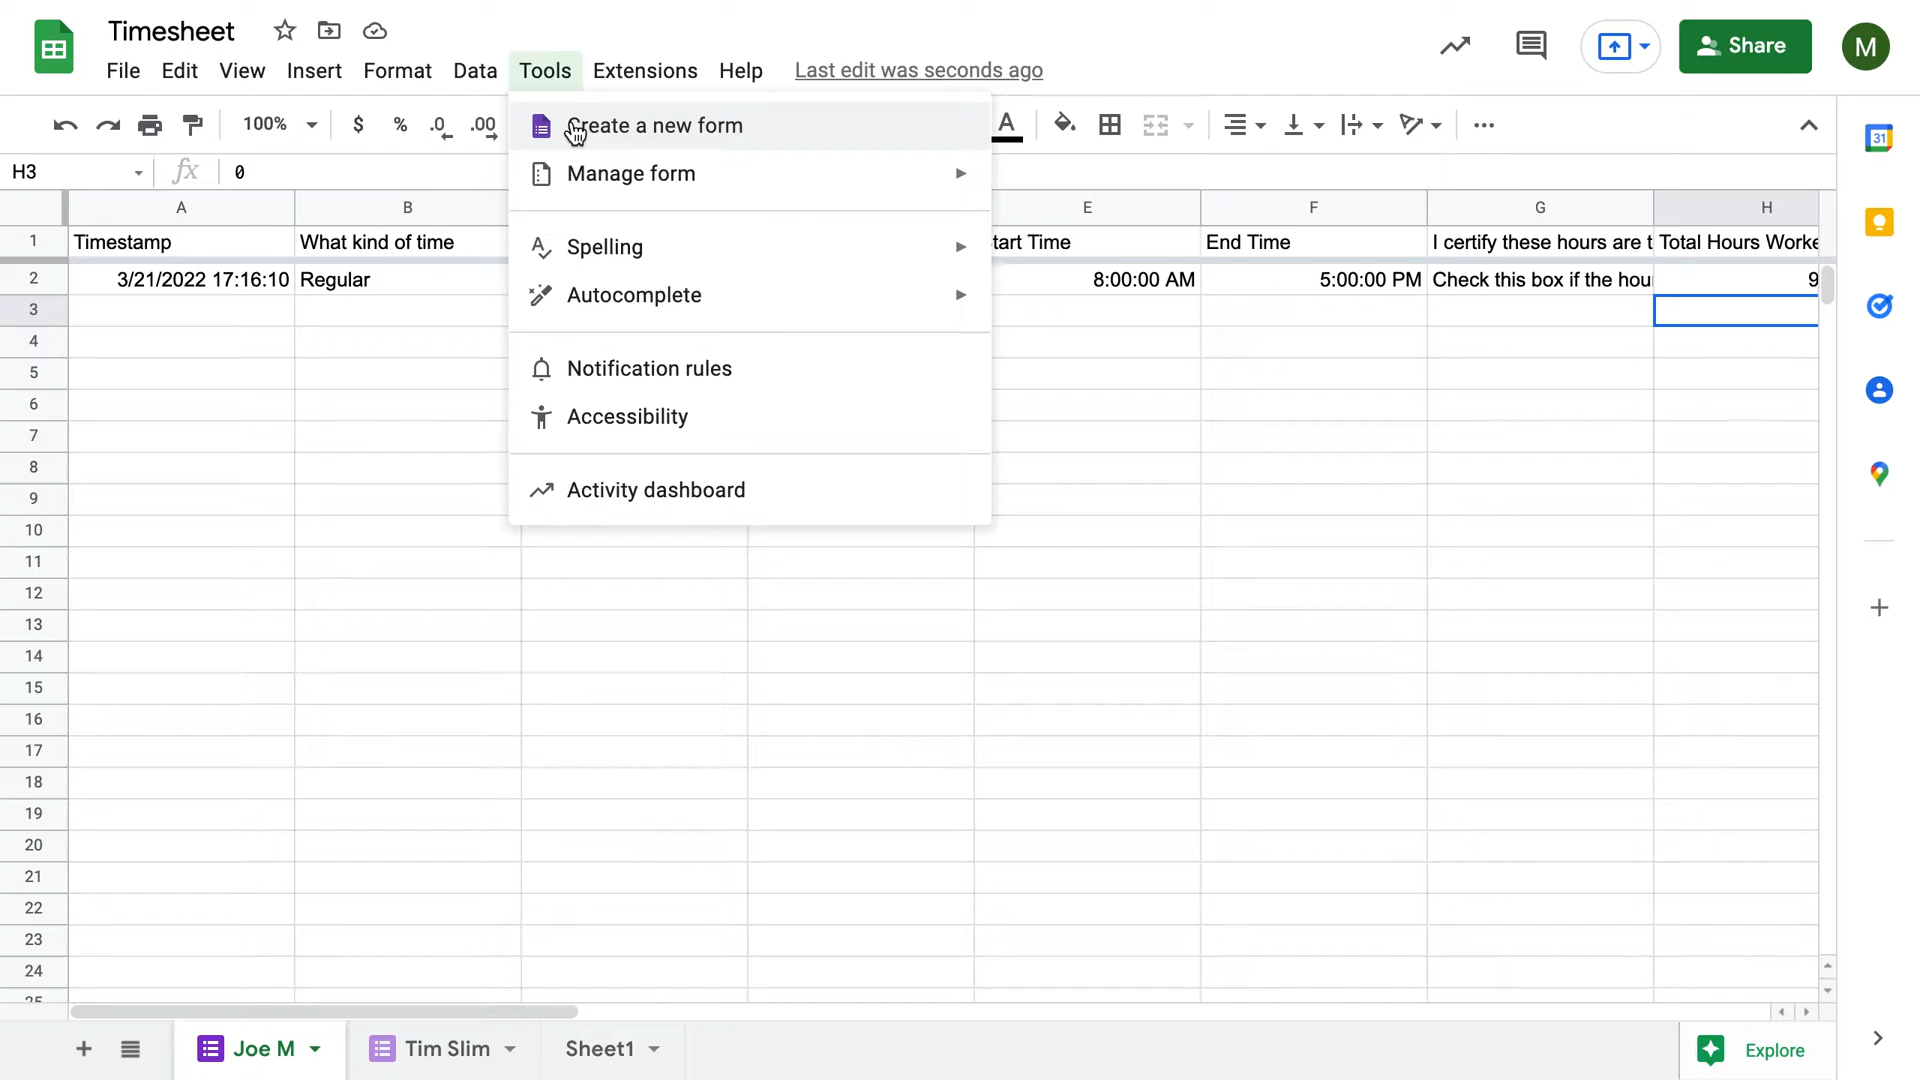 Timesheet
File Edit View Insert Format Data Tools Extensions Help Last edit was seconds ago
Share
M
100% $ % .0 .00 A
31
H3 fx 0
Create a new form
Manage form
Spelling
Autocomplete
Notification rules
Accessibility
Activity dashboard
A B E F G H
1 Timestamp What kind of time tart Time End Time I certify these hours are t Total Hours Worke
2 3/21/2022 17:16:10 Regular 8:00:00 AM 5:00:00 PM Check this box if the hou 9
3
4
5
6
7
8
9
10
11
12
13
14
15
16
17
18
19
20
21
22
23
24
25
Joe M Tim Slim Sheet1 Explore